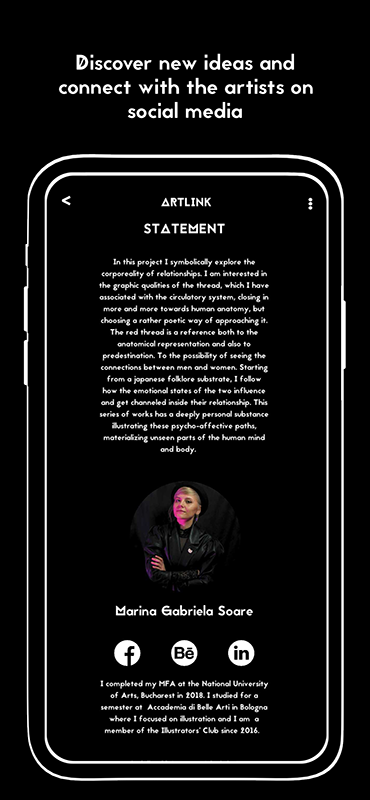 Discover new ideas and
connect with the artists on
social media
<
ARTLINK
STATEMENT
In this project I symbolically explore the
corporeality of relationships. I am interested in
the graphic qualities of the thread, which I have
associated with the circulatory system, closing in
more and more towards human anatomy, but
choosing a rather poetic way of approaching it.
The red thread is a reference both to the
anatomical representation and also to
predestination. To the possibility of seeing the
connections between men and women. Starting
from a japanese folklore substrate, I follow
how the emotional states of the two influence
and get channeled inside their relationship. This
series of works has a deeply personal substance
illustrating these psycho-affective paths,
materializing unseen parts of the human mind
and body.
Marina Gabriela Soare
f Bē in
I completed my MFA at the National University
of Arts, Bucharest in 2018. I studied for a
semester at Accademia di Belle Arti in Bologna
where I focused on illustration and I am a
member of the Illustrators' Club since 2016.